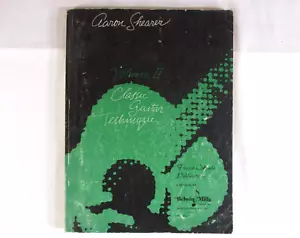 Aaron Shearer
Volume II
Classic
Guitar
Technique
Belwin Mills